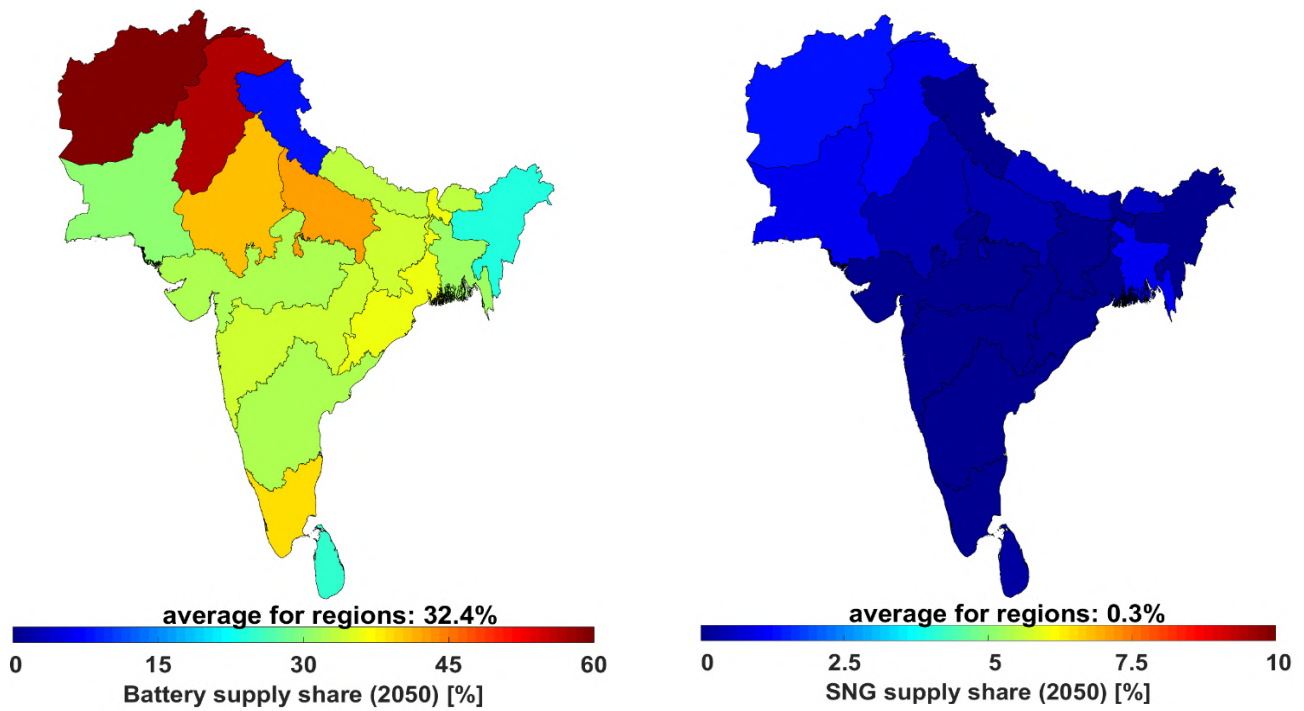 average for regions: 32.4%
0 15 30 45 60
Battery supply share (2050) [%]
average for regions: 0.3%
0 2.5 5 7.5 10
SNG supply share (2050) [%]